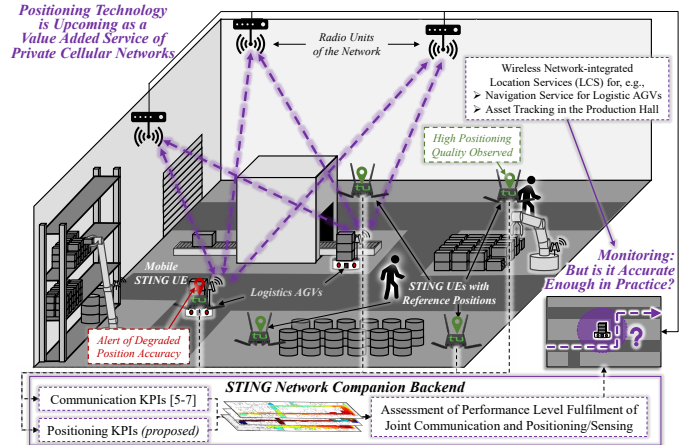 Positioning Technology
is Upcoming as a
Value Added Service of
Private Cellular Networks
Radio Units
of the Network
Wireless Network-integrated
Location Services (LCS) for, e.g.,
➢ Navigation Service for Logistic AGVs
➢ Asset Tracking in the Production Hall
High Positioning
Quality Observed
Mobile
STING UE
Logistics AGVs
STING UEs with
Reference Positions
Monitoring:
But is it Accurate
Enough in Practice?
?
Alert of Degraded
Position Accuracy
STING Network Companion Backend
Communication KPIs [5-7]
Positioning KPIs (proposed)
Assessment of Performance Level Fulfilment of
Joint Communication and Positioning/Sensing